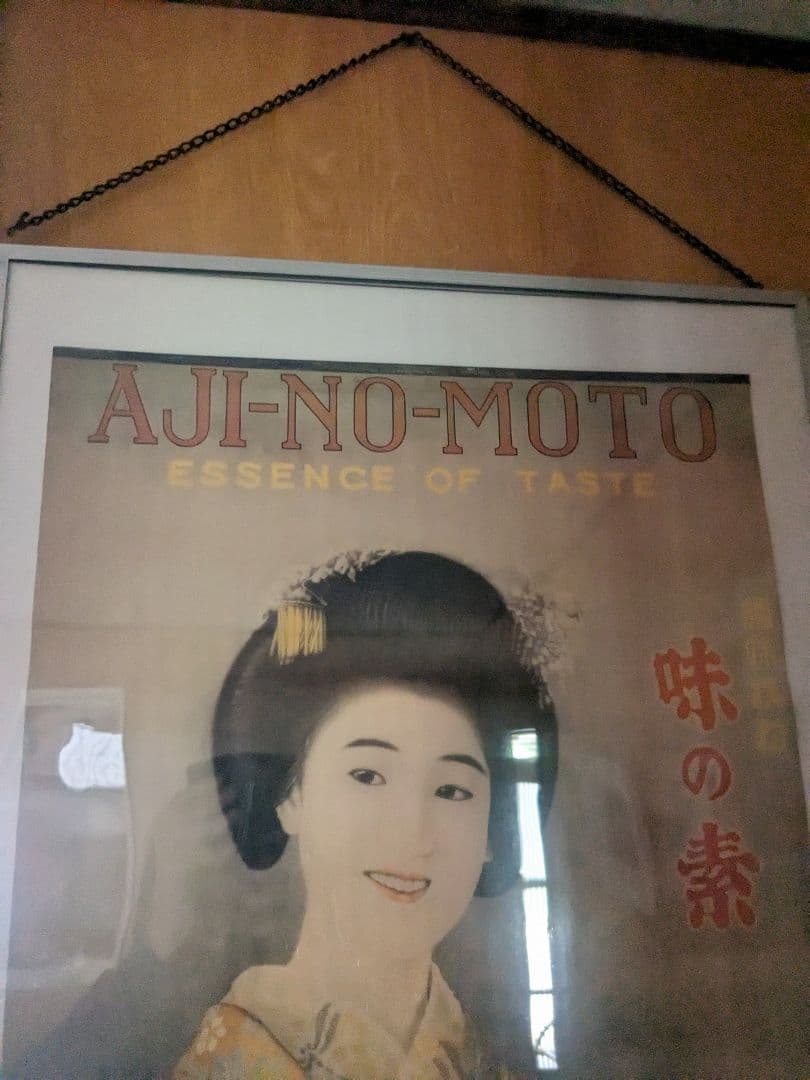 AJI-NO-MOTO
ESSENCE OF TASTE
味の素